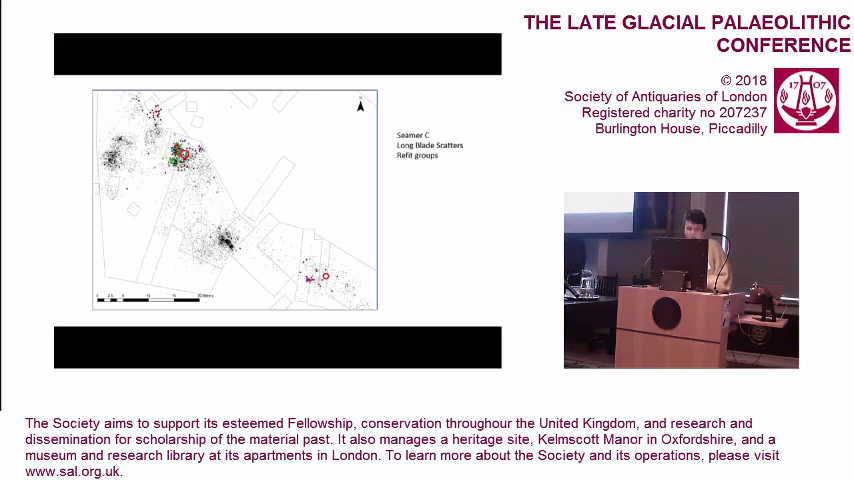 THE LATE GLACIAL PALAEOLITHIC
CONFERENCE
© 2018
Society of Antiquaries of London
Registered charity no 207237
Burlington House, Piccadilly
17 07
Seamer C
Long Blade Scatters
Refit groups
The Society aims to support its esteemed Fellowship, conservation throughour the United Kingdom, and research and
dissemination for scholarship of the material past. It also manages a heritage site, Kelmscott Manor in Oxfordshire, and a
museum and research library at its apartments in London. To learn more about the Society and its operations, please visit
www.sal.org.uk.